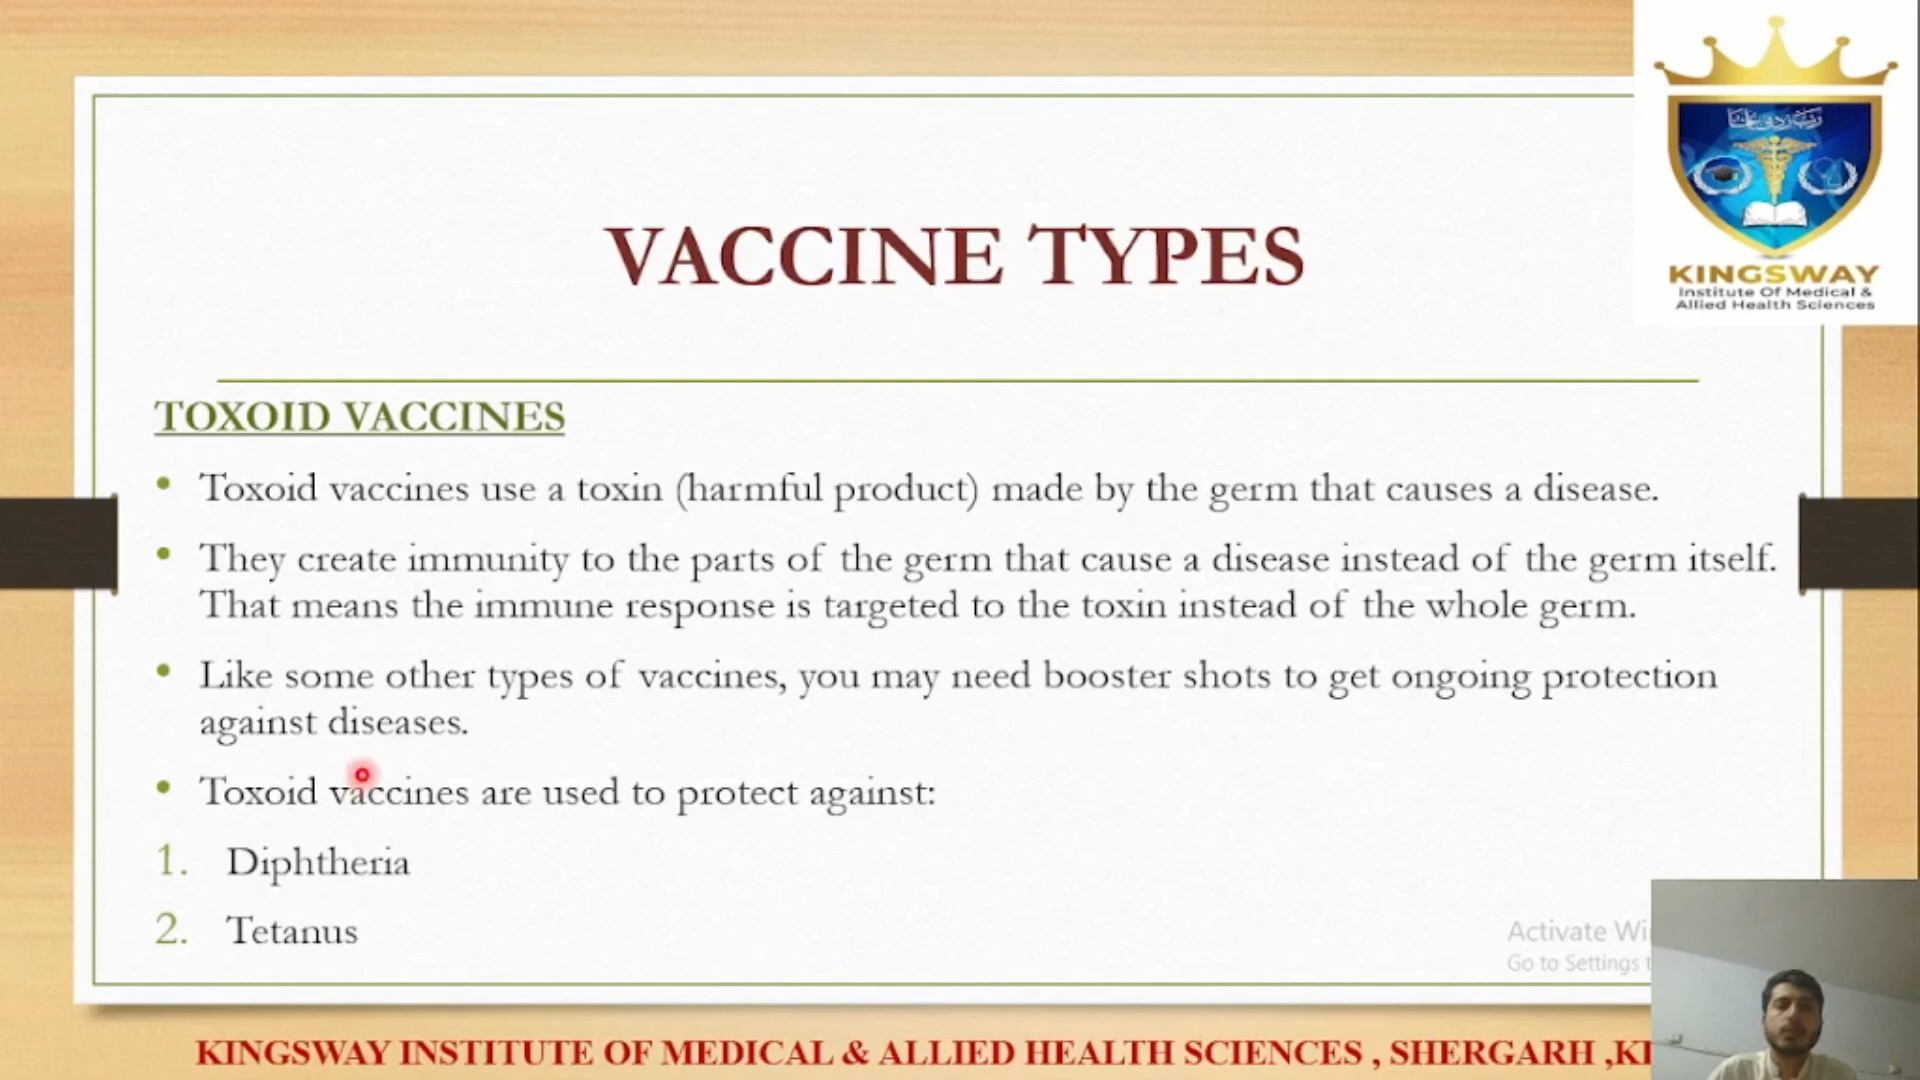 VACCINE TYPES
KINGSWAY
Institute Of Medical &
Allied Health Sciences
TOXOID VACCINES
• Toxoid vaccines use a toxin (harmful product) made by the germ that causes a disease.
• They create immunity to the parts of the germ that cause a disease instead of the germ itself.
That means the immune response is targeted to the toxin instead of the whole germ.
• Like some other types of vaccines, you may need booster shots to get ongoing protection
against diseases.
• Toxoid vaccines are used to protect against:
1. Diphtheria
2. Tetanus
Activate
Go to Settings
KINGSWAY INSTITUTE OF MEDICAL & ALLIED HEALTH SCIENCES , SHERGARH ,